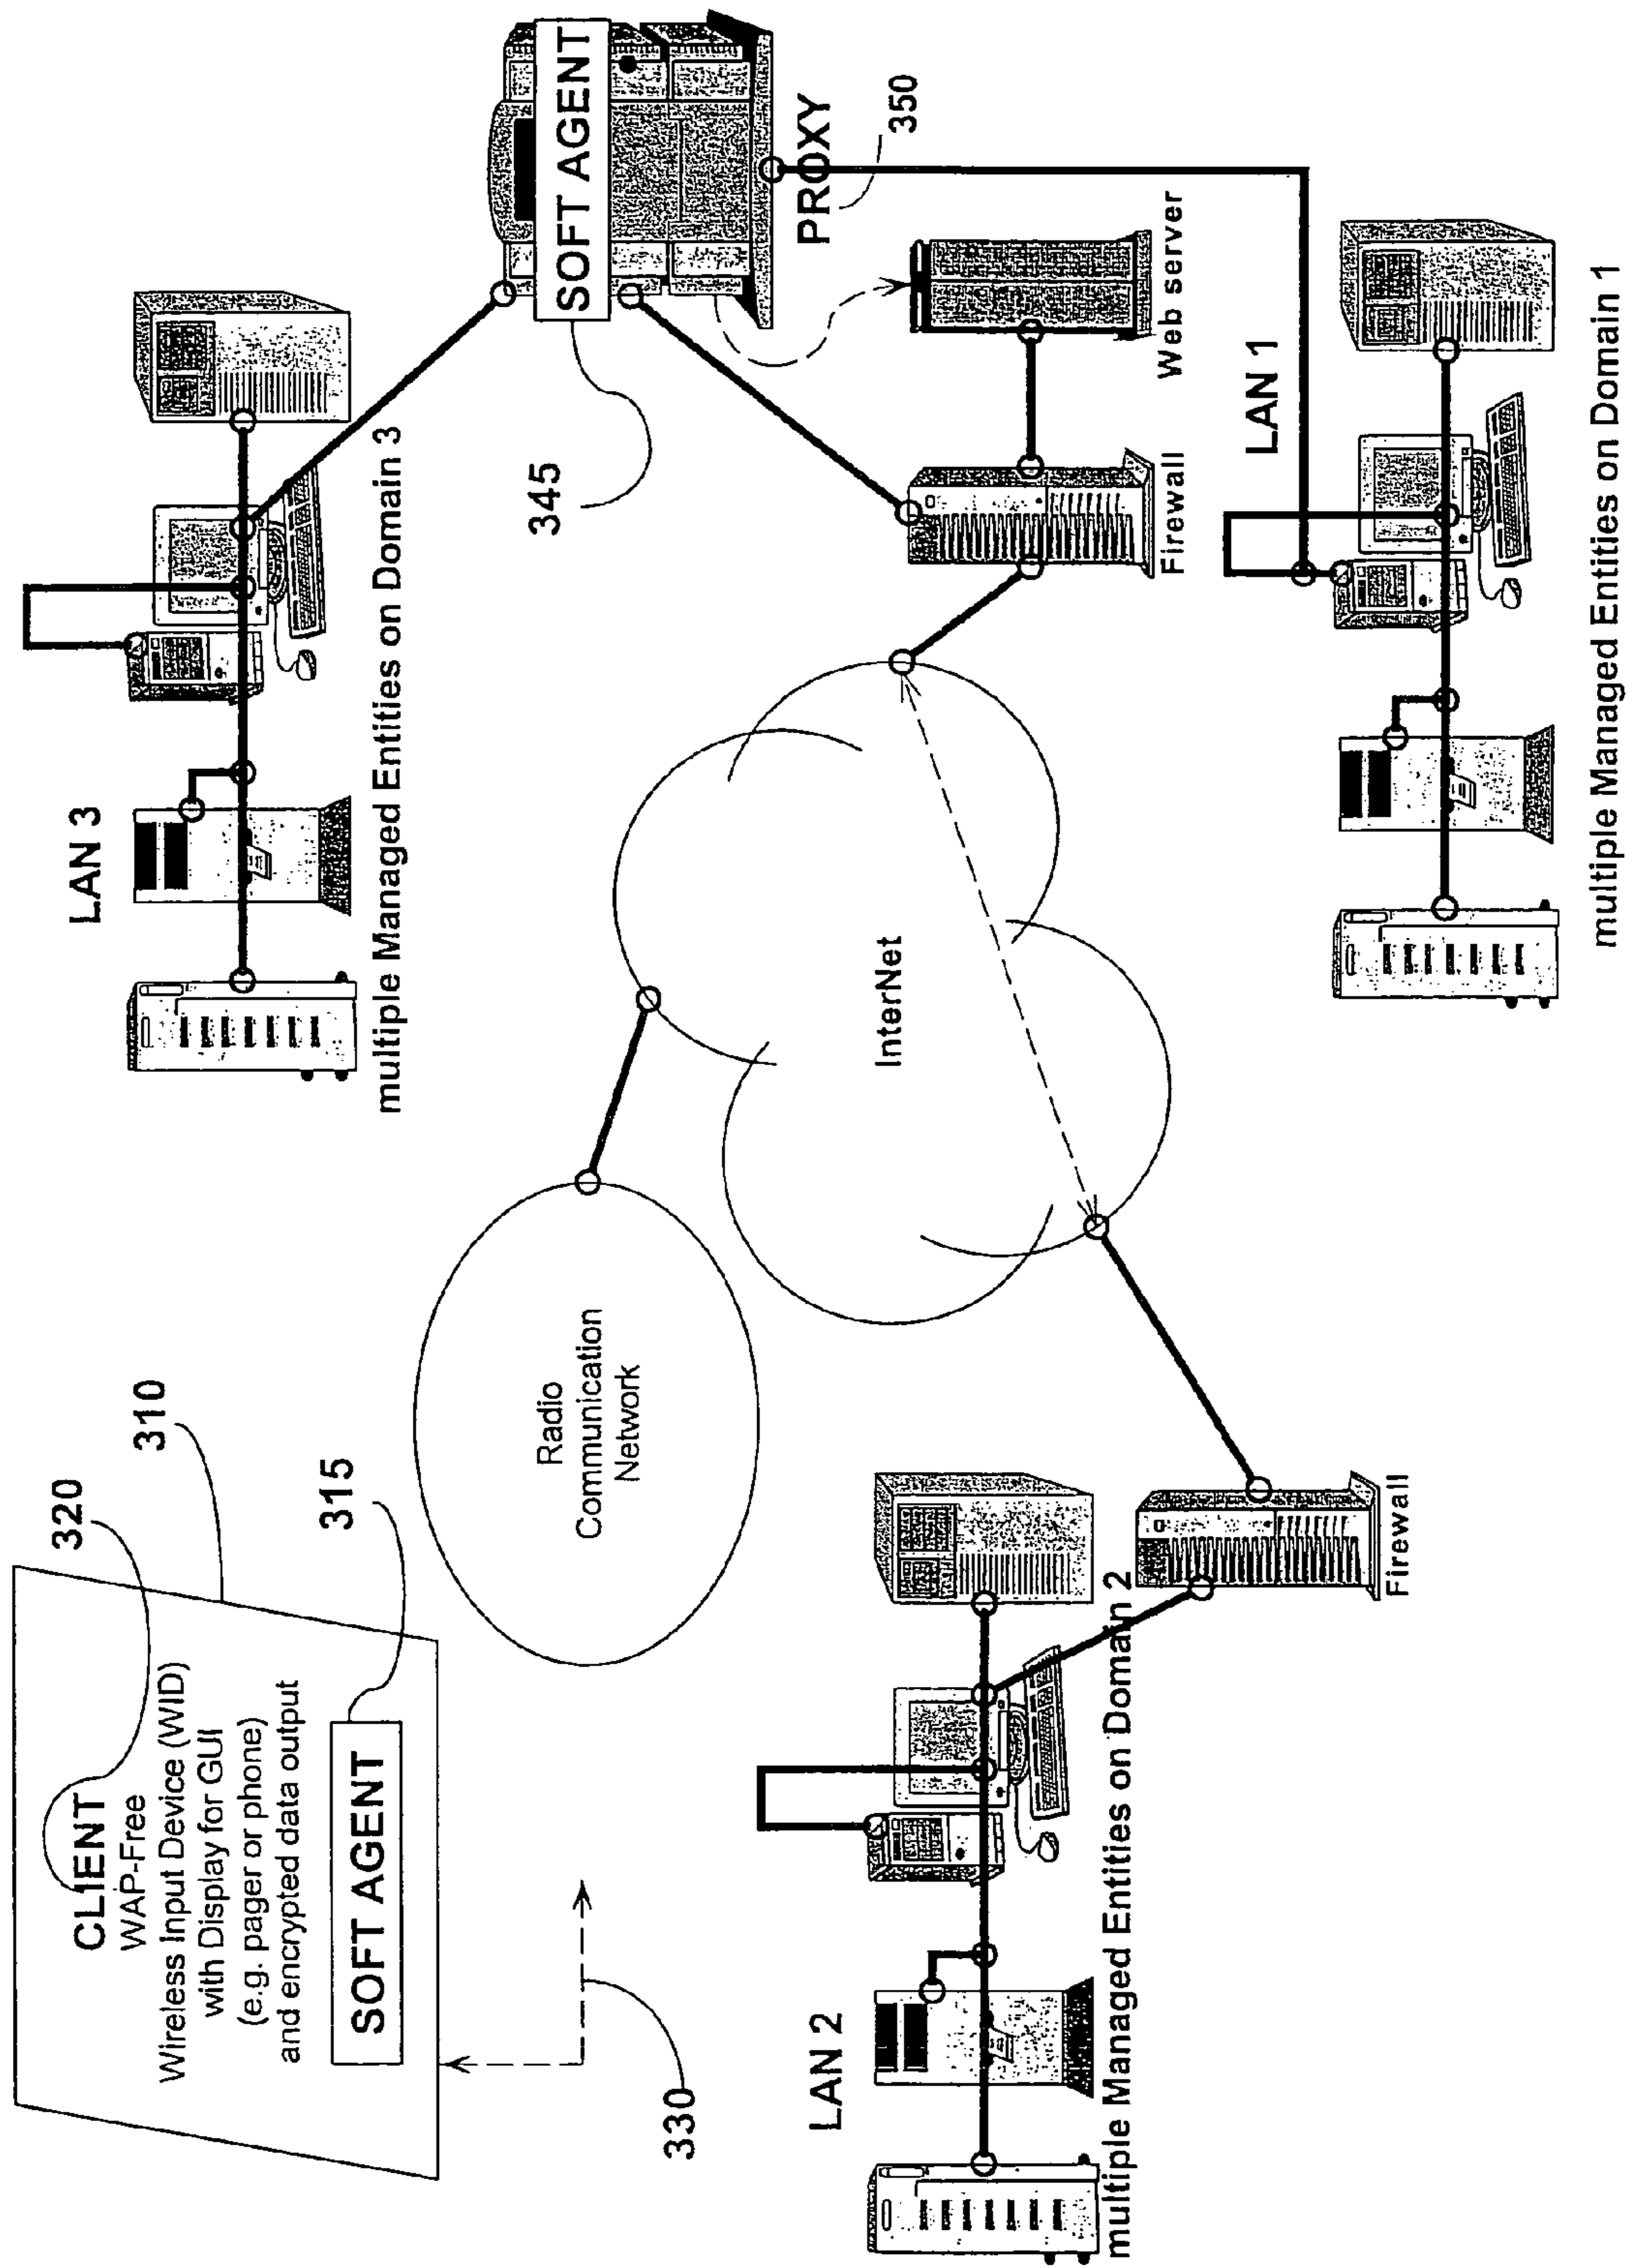 320
310
315
CLIENT
WAP-Free
Wireless Input Device (WID)
with Display for GUI
(e.g. pager or phone)
and encrypted data output
SOFT AGENT
330
Radio
Communication
Network
LAN 3
multiple Managed Entities on Domain 3
SOFT AGENT
345
PROXY
350
Web server
Firewall
InterNet
LAN 1
multiple Managed Entities on Domain 1
LAN 2
multiple Managed Entities on Domain 2
Firewall